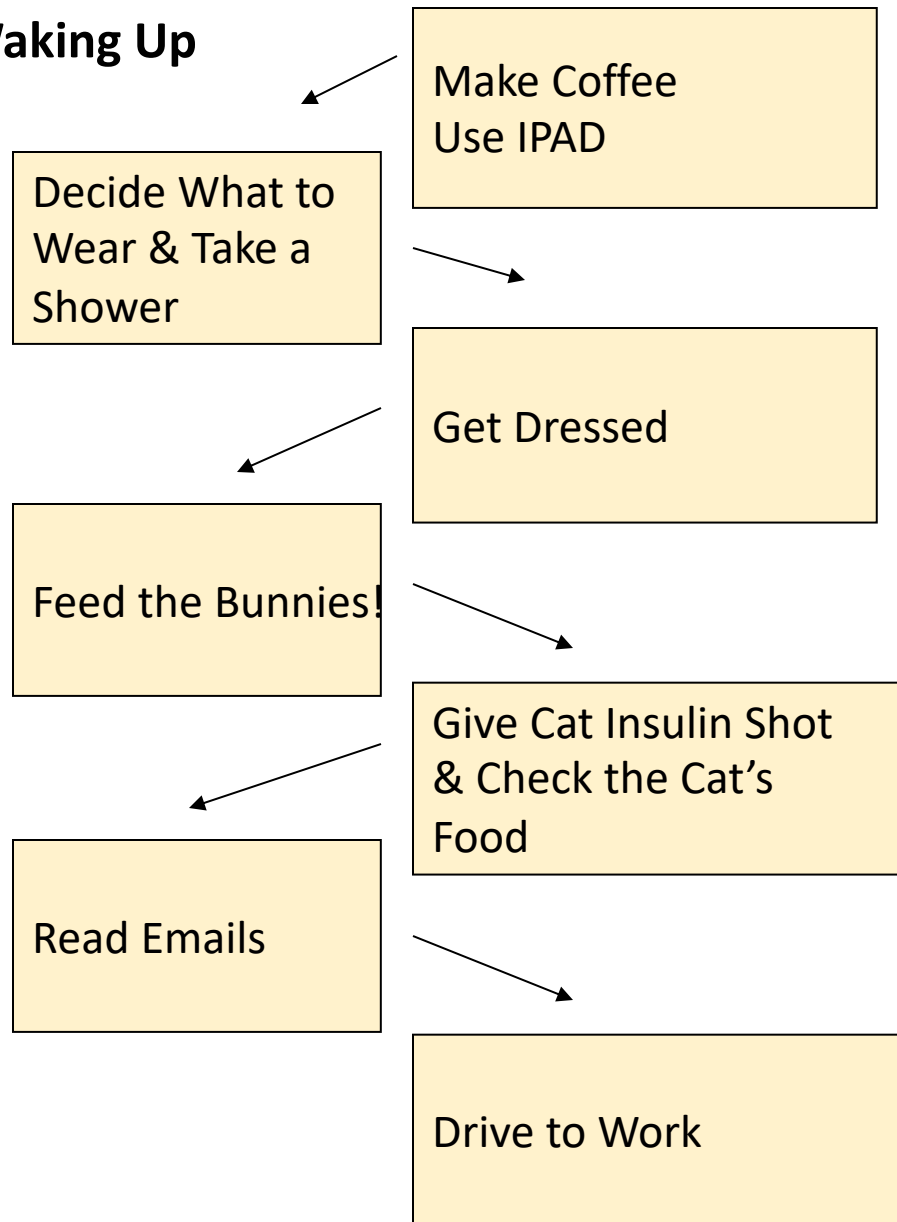 aking Up
Make Coffee
Use IPAD
Decide What to
Wear & Take a
Shower
Get Dressed
Feed the Bunnies!
Give Cat Insulin Shot
& Check the Cat’s
Food
Read Emails
Drive to Work